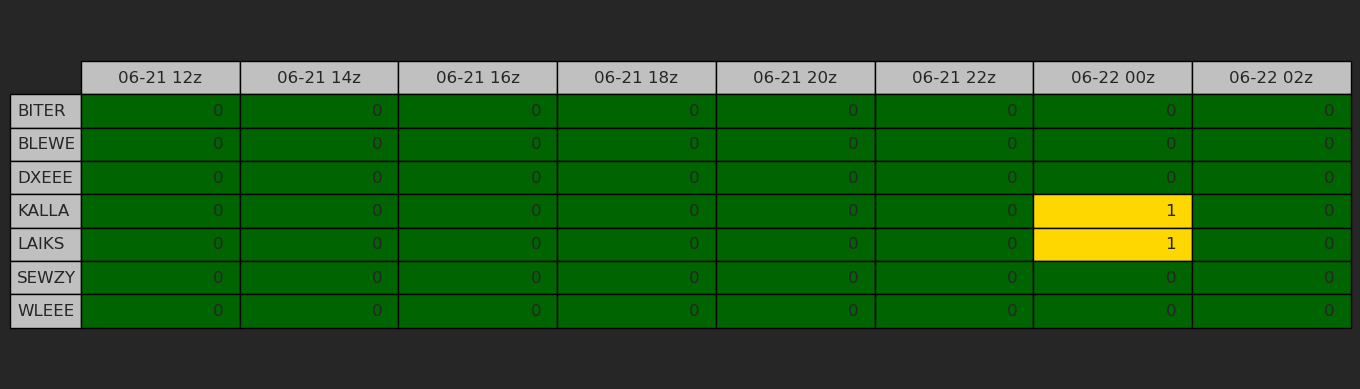 06-21 12z 06-21 14z 06-21 16z 06-21 18z 06-21 20z 06-21 22z 06-22 00z 06-22 02z
BITER 0 0 0 0 0 0 0 0
BLEWE 0 0 0 0 0 0 0 0
DXEEE 0 0 0 0 0 0 0 0
KALLA 0 0 0 0 0 0 1 0
LAIKS 0 0 0 0 0 0 1 0
SEWZY 0 0 0 0 0 0 0 0
WLEEE 0 0 0 0 0 0 0 0